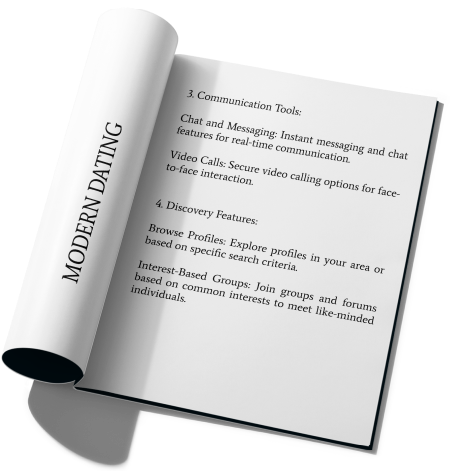 MODERN DATING
3. Communication Tools:
Chat and Messaging: Instant messaging and chat
features for real-time communication.
Video Calls: Secure video calling options for face-
to-face interaction.
4. Discovery Features:
Browse Profiles: Explore profiles in your area or
based on specific search criteria.
Interest-Based Groups: Join groups and forums
based on common interests to meet like-minded
individuals.